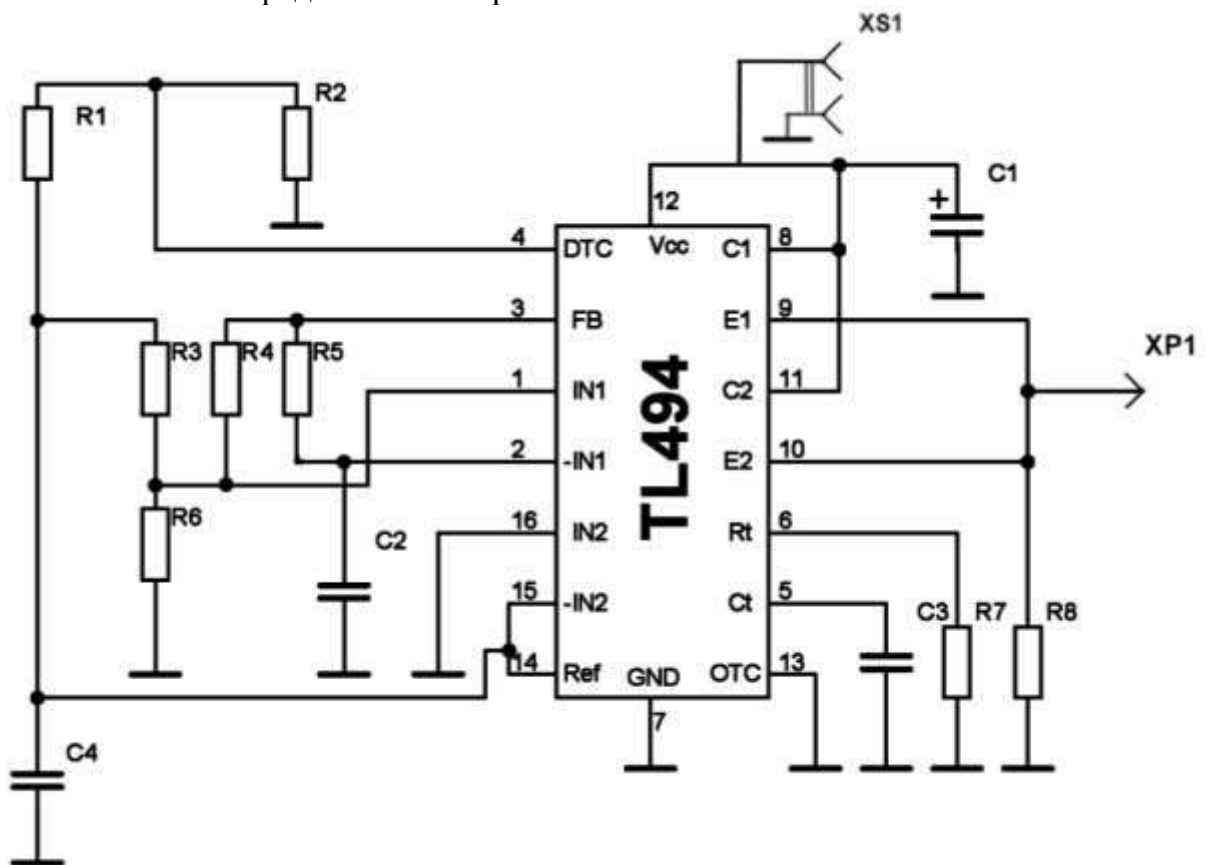 XS1
R1
R2
C1
12
+
4
DTC
Vcc
C1
8
3
FB
E1
9
XP1
R3
R4
R5
1
IN1
C2
11
TL494
2
-IN1
E2
10
R6
C2
16
IN2
Rt
6
15
-IN2
Ct
5
C3
R7
R8
14
Ref
GND
OTC
13
7
C4